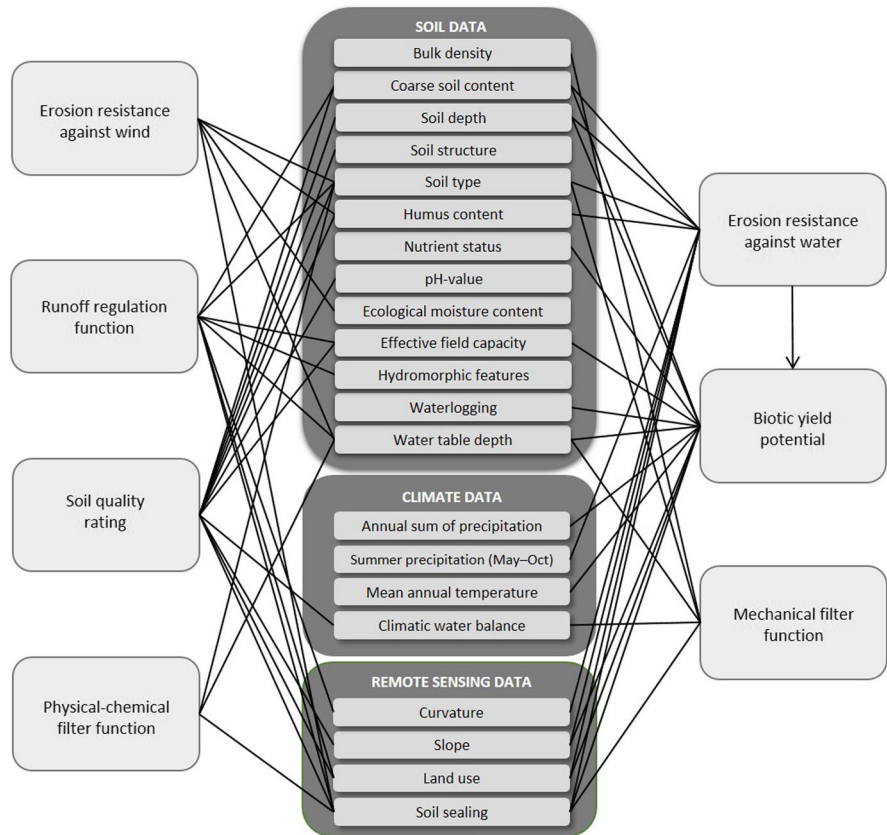 SOIL DATA
Bulk density
Coarse soil content
Soil depth
Soil structure
Soil type
Humus content
Nutrient status
pH-value
Ecological moisture content
Effective field capacity
Hydromorphic features
Waterlogging
Water table depth
CLIMATE DATA
Annual sum of precipitation
Summer precipitation (May–Oct)
Mean annual temperature
Climatic water balance
REMOTE SENSING DATA
Curvature
Slope
Land use
Soil sealing
Erosion resistance
against wind
Runoff regulation
function
Soil quality
rating
Physical-chemical
filter function
Erosion resistance
against water
Biotic yield
potential
Mechanical filter
function